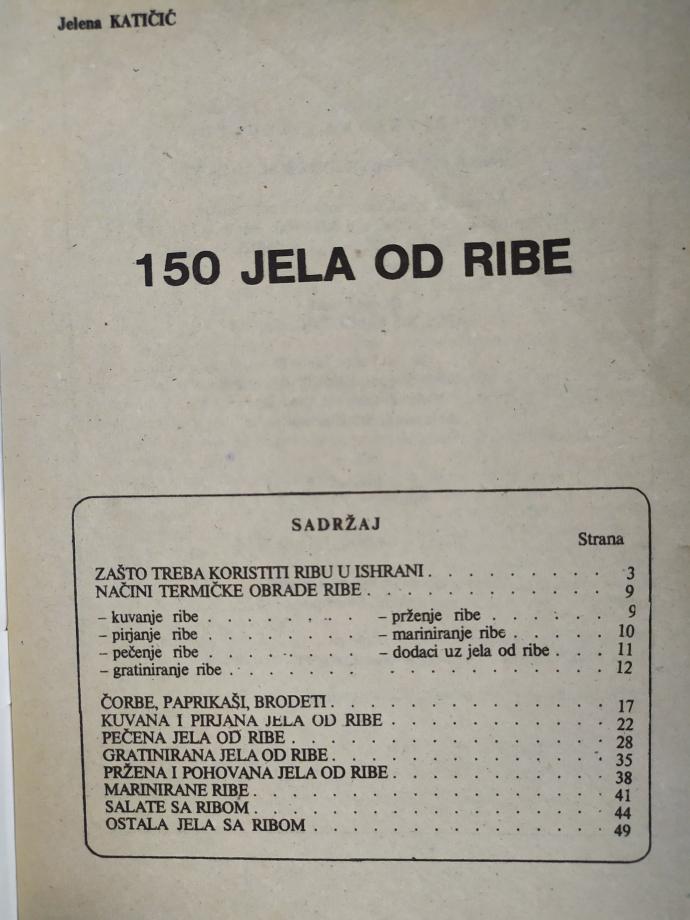 Jelena KATIČIĆ
150 JELA OD RIBE
SADRŽAJ
Strana
ZAŠTO TREBA KORISTITI RIBU U ISHRANI . . . . . . . . . 3
NAČINI TERMIČKE OBRADE RIBE . . . . . . . . . . . . 9
– kuvanje ribe . . . . . . . . – prženje ribe . . . . . . 9
– pirjanje ribe . . . . . . . . – mariniranje ribe . . . . . 10
– pečenje ribe . . . . . . . . – dodaci uz jela od ribe . . . 11
– gratiniranje ribe . . . . . . . . . . . . . . . . . . 12
ČORBE, PAPRIKAŠI, BRODETI . . . . . . . . . . . . . . 17
KUVANA I PIRJANA JELA OD RIBE . . . . . . . . . . . 22
PEČENA JELA OD RIBE . . . . . . . . . . . . . . . . 28
GRATINIRANA JELA OD RIBE . . . . . . . . . . . . . . 35
PRŽENA I POHOVANA JELA OD RIBE . . . . . . . . . . . 38
MARINIRANE RIBE . . . . . . . . . . . . . . . . . . 41
SALATE SA RIBOM . . . . . . . . . . . . . . . . . . 44
OSTALA JELA SA RIBOM . . . . . . . . . . . . . . . 49